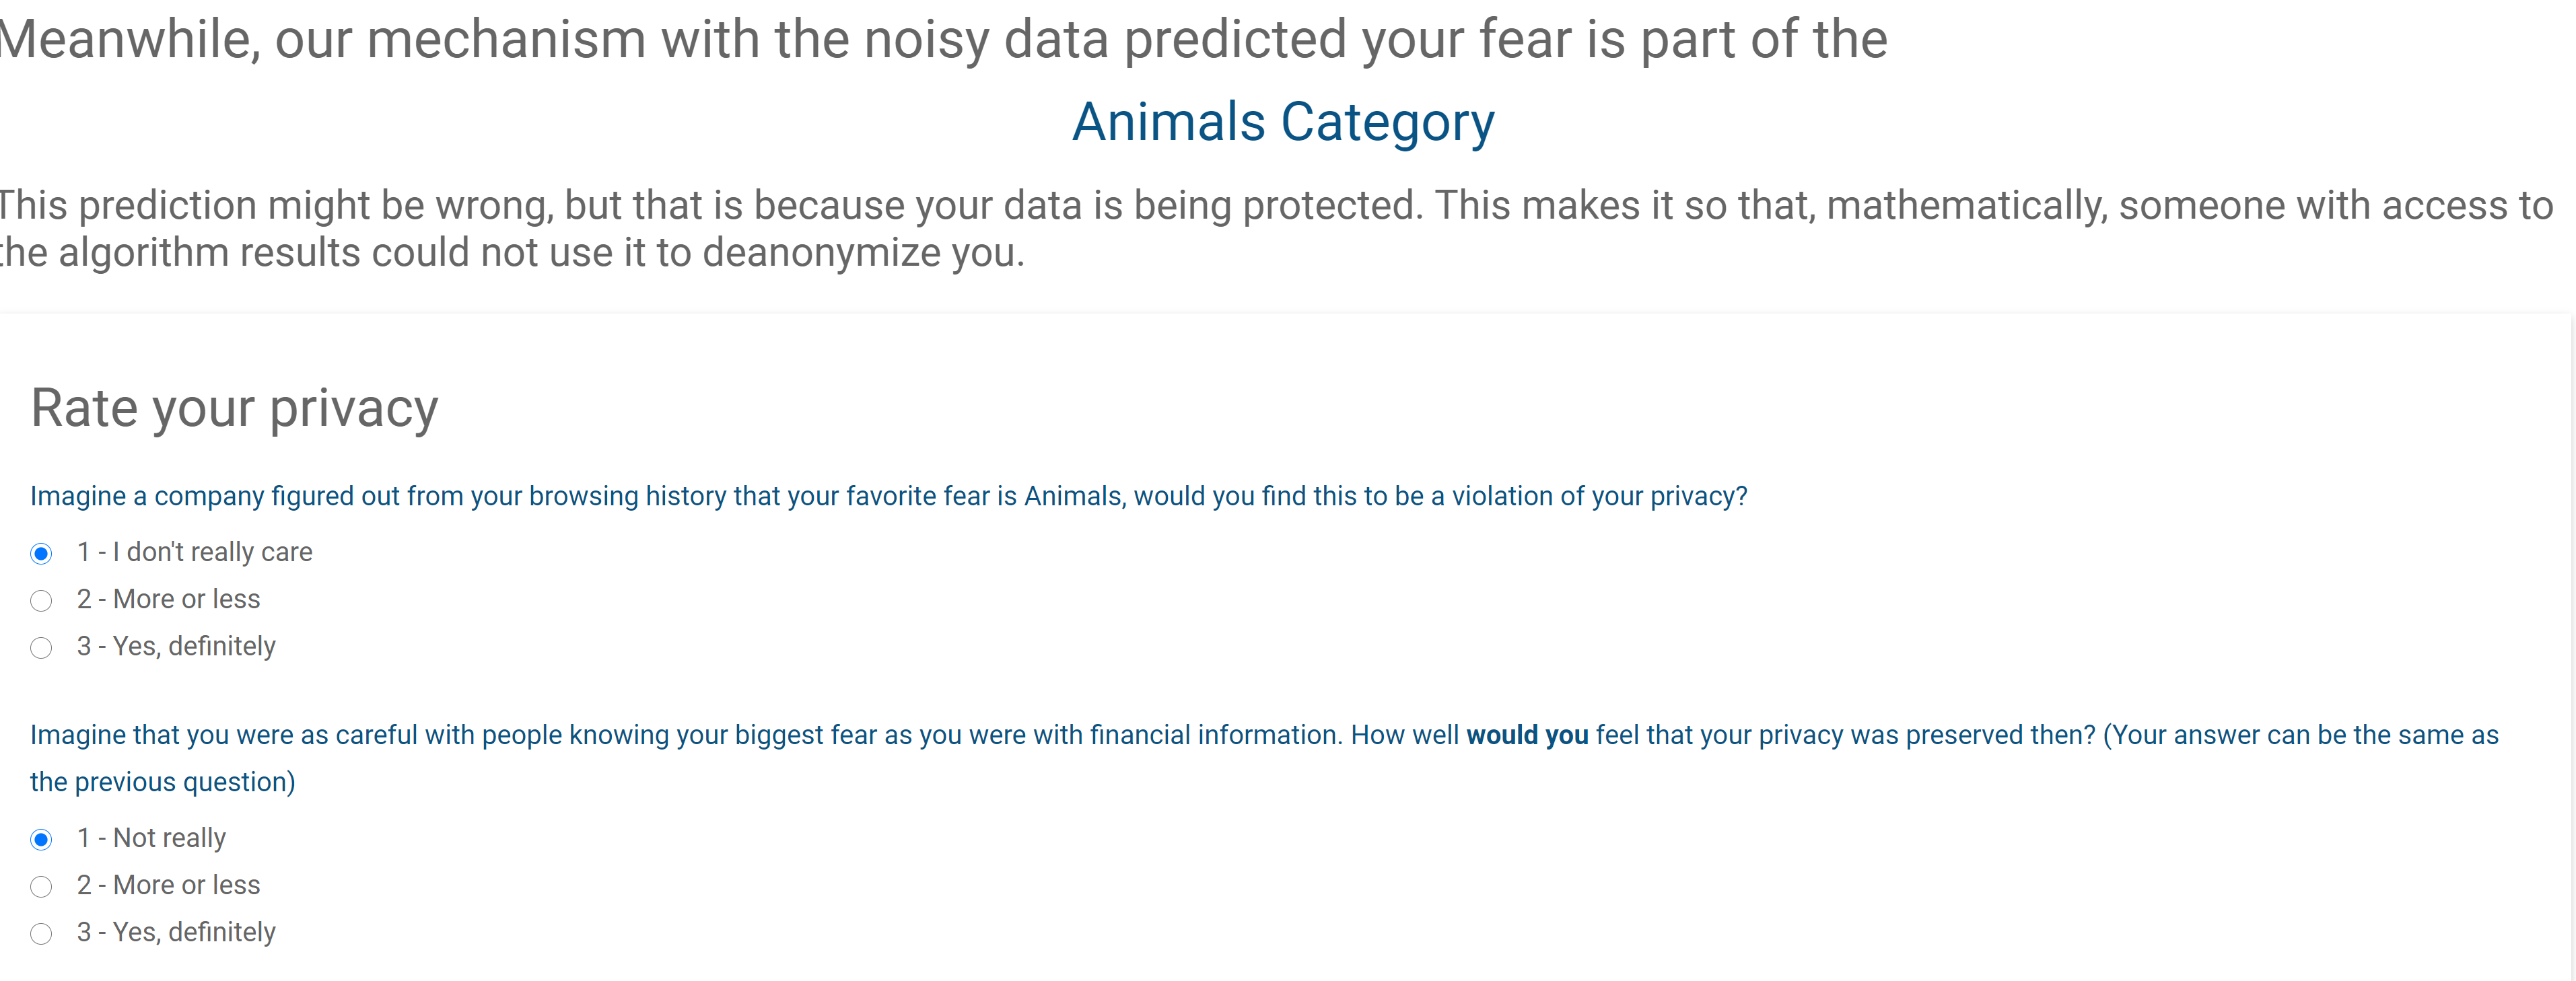 Meanwhile, our mechanism with the noisy data predicted your fear is part of the
Animals Category
This prediction might be wrong, but that is because your data is being protected. This makes it so that, mathematically, someone with access to
the algorithm results could not use it to deanonymize you.
Rate your privacy
Imagine a company figured out from your browsing history that your favorite fear is Animals, would you find this to be a violation of your privacy?
1 - I don't really care
2 - More or less
3 - Yes, definitely
Imagine that you were as careful with people knowing your biggest fear as you were with financial information. How well would you feel that your privacy was preserved then? (Your answer can be the same as
the previous question)
1 - Not really
2 - More or less
3 - Yes, definitely